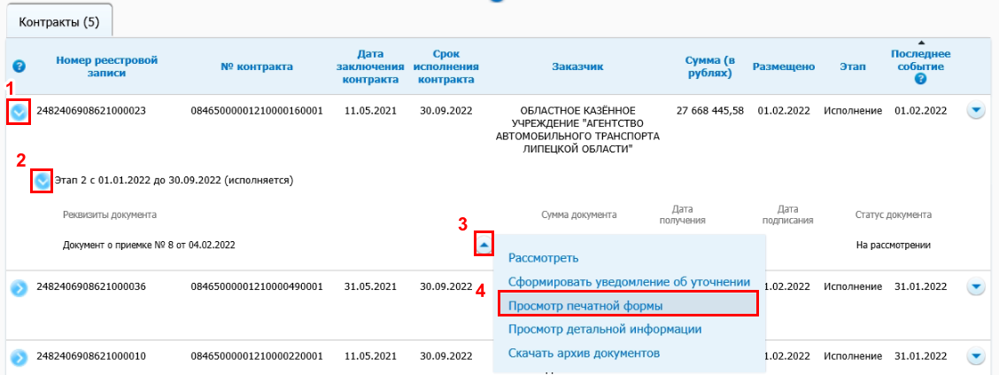 Контракты (5)
Номер реестровой записи № контракта Дата заключения контракта Срок исполнения контракта Заказчик Сумма (в рублях) Размещено Этап Последнее событие
1
2482406908621000023 08465000001210000160001 11.05.2021 30.09.2022 ОБЛАСТНОЕ КАЗЁННОЕ 27 668 445,58 01.02.2022 Исполнение 01.02.2022
УЧРЕЖДЕНИЕ "АГЕНТСТВО
АВТОМОБИЛЬНОГО ТРАНСПОРТА
ЛИПЕЦКОЙ ОБЛАСТИ"
2
Этап 2 с 01.01.2022 до 30.09.2022 (исполняется)
Реквизиты документа Сумма документа Дата получения Дата подписания Статус документа
3
Документ о приемке № 8 от 04.02.2022 На рассмотрении
Рассмотреть
Сформировать уведомление об уточнении
4
Просмотр печатной формы
Просмотр детальной информации
Скачать архив документов
2482406908621000036 08465000001210000490001 31.05.2021 30.09.2022 1.02.2022 Исполнение 31.01.2022
2482406908621000010 08465000001210000220001 11.05.2021 30.09.2022 1.02.2022 Исполнение 31.01.2022